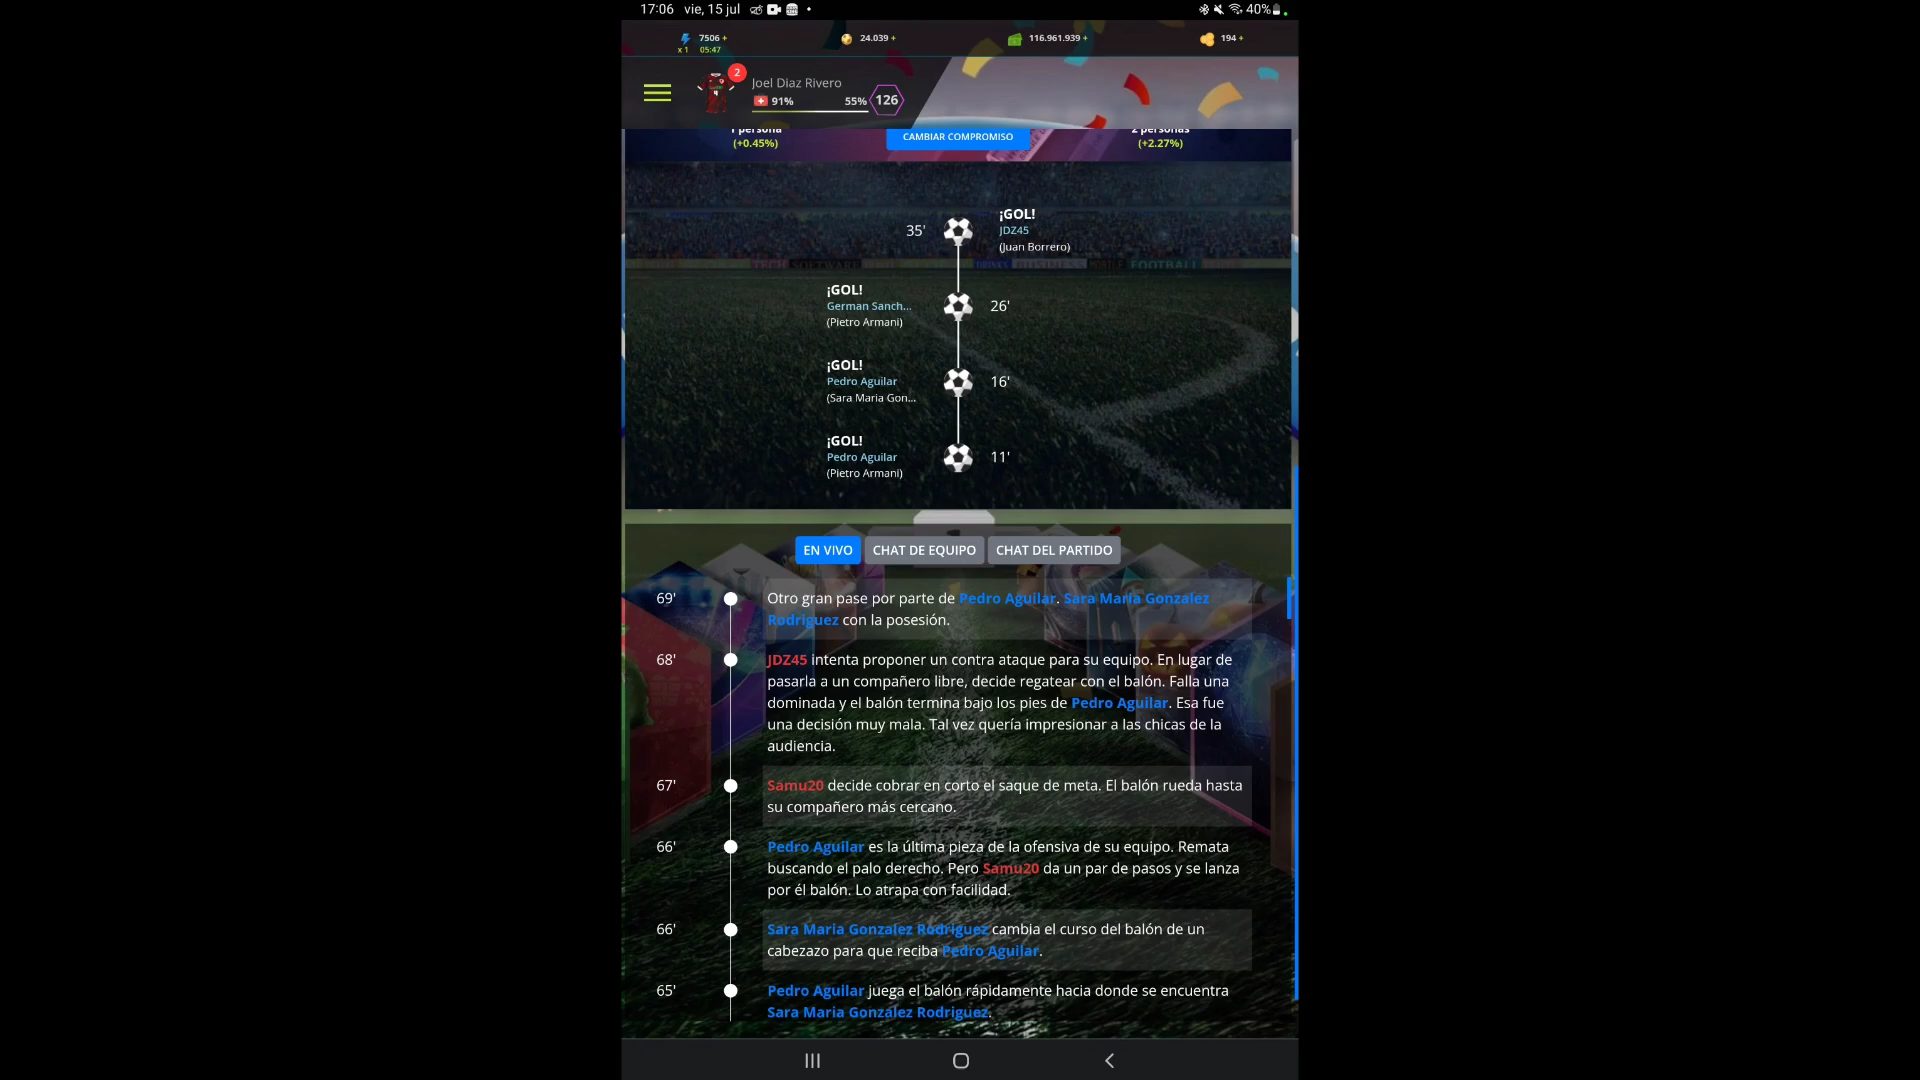 17:06 vie, 15 jul 40%
7506 + 24.039 + 116.961.939 + 194 +
x 1 05:47
2
Joel Diaz Rivero
91% 55% 126
1 persona CAMBIAR COMPROMISO 2 personas
(+0.45%) (+2.27%)
¡GOL!
35' JDZ45
(Juan Borrero)
¡GOL!
German Sanch... 26'
(Pietro Armani)
¡GOL!
Pedro Aguilar 16'
(Sara Maria Gon...
¡GOL!
Pedro Aguilar 11'
(Pietro Armani)
EN VIVO CHAT DE EQUIPO CHAT DEL PARTIDO
69' Otro gran pase por parte de Pedro Aguilar. Sara Maria Gonzalez
Rodriguez con la posesión.
68' JDZ45 intenta proponer un contra ataque para su equipo. En lugar de
pasarla a un compañero libre, decide regatear con el balón. Falla una
dominada y el balón termina bajo los pies de Pedro Aguilar. Esa fue
una decisión muy mala. Tal vez quería impresionar a las chicas de la
audiencia.
67' Samu20 decide cobrar en corto el saque de meta. El balón rueda hasta
su compañero más cercano.
66' Pedro Aguilar es la última pieza de la ofensiva de su equipo. Remata
buscando el palo derecho. Pero Samu20 da un par de pasos y se lanza
por él balón. Lo atrapa con facilidad.
66' Sara Maria Gonzalez Rodriguez cambia el curso del balón de un
cabezazo para que reciba Pedro Aguilar.
65' Pedro Aguilar juega el balón rápidamente hacia donde se encuentra
Sara Maria Gonzalez Rodriguez.